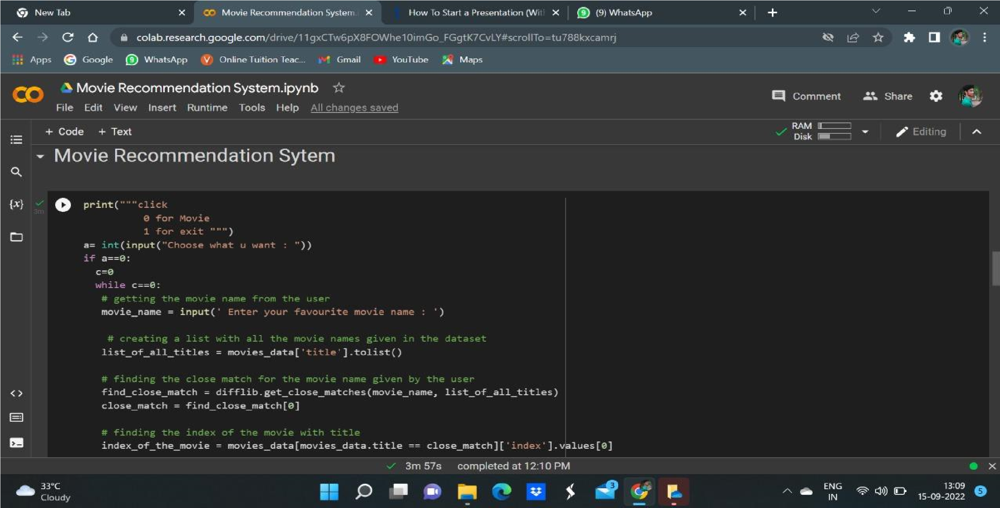 New Tab
Movie Recommendation System.
How To Start a Presentation (Wit
(9) WhatsApp
colab.research.google.com/drive/11gxCTw6pX8FOWhe10imGo_FGgtK7CvLY#scrollTo=tu788kxcamrj
Apps Google WhatsApp Online Tuition Teac... Gmail YouTube Maps
Movie Recommendation System.ipynb
Comment Share
File Edit View Insert Runtime Tools Help All changes saved
+ Code + Text
RAM
Disk
Editing
Movie Recommendation Sytem
{x}
3m
print("""click
0 for Movie
1 for exit """)
a= int(input("Choose what u want : "))
if a==0:
c=0
while c==0:
# getting the movie name from the user
movie_name = input(' Enter your favourite movie name : ')
# creating a list with all the movie names given in the dataset
list_of_all_titles = movies_data['title'].tolist()
# finding the close match for the movie name given by the user
find_close_match = difflib.get_close_matches(movie_name, list_of_all_titles)
close_match = find_close_match[0]
# finding the index of the movie with title
index_of_the_movie = movies_data[movies_data.title == close_match]['index'].values[0]
3m 57s completed at 12:10 PM
33°C
Cloudy
3
ENG
IN
13:09
15-09-2022
5